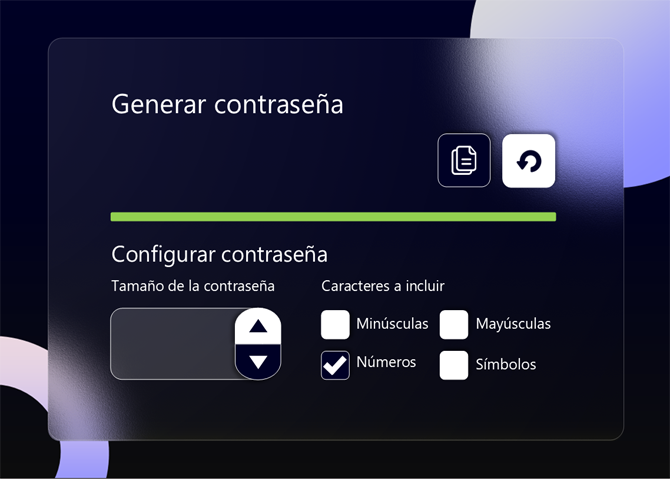 Generar contraseña
Configurar contraseña
Tamaño de la contraseña
Caracteres a incluir
Minúsculas
Mayúsculas
Números
Símbolos